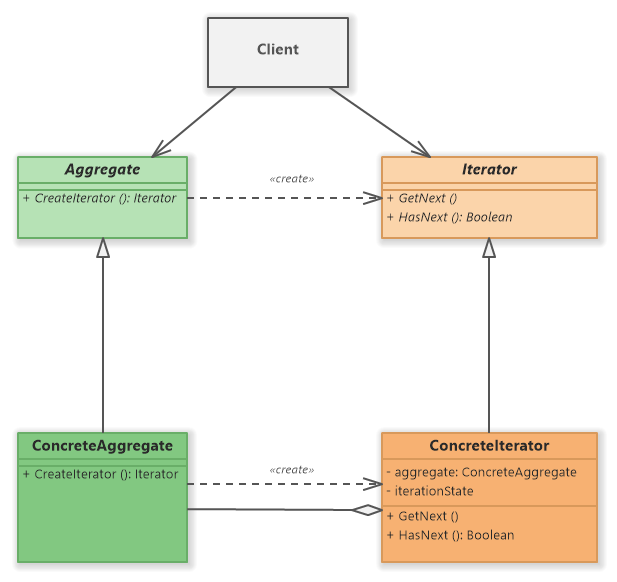 Client
Aggregate
+ CreateIterator (): Iterator
«create»
Iterator
+ GetNext ()
+ HasNext (): Boolean
ConcreteAggregate
+ CreateIterator (): Iterator
«create»
ConcreteIterator
- aggregate: ConcreteAggregate
- iterationState
+ GetNext ()
+ HasNext (): Boolean